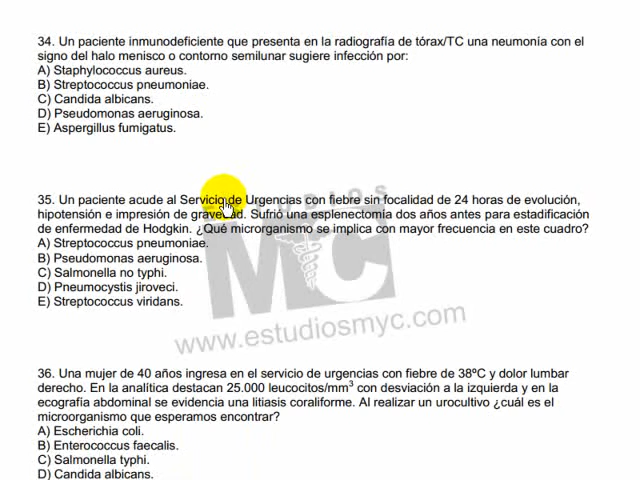 34. Un paciente inmunodeficiente que presenta en la radiografía de tórax/TC una neumonía con el
signo del halo menisco o contorno semilunar sugiere infección por:
A) Staphylococcus aureus.
B) Streptococcus pneumoniae.
C) Candida albicans.
D) Pseudomonas aeruginosa.
E) Aspergillus fumigatus.
ESTUDIOS
35. Un paciente acude al Servicio de Urgencias con fiebre sin focalidad de 24 horas de evolución,
hipotensión e impresión de gravedad. Sufrió una esplenectomía dos años antes para estadificación
de enfermedad de Hodgkin. ¿Qué microrganismo se implica con mayor frecuencia en este cuadro?
A) Streptococcus pneumoniae.
B) Pseudomonas aeruginosa.
C) Salmonella no typhi.
D) Pneumocystis jiroveci.
E) Streptococcus viridans.
MyC
www.estudiosmyc.com
36. Una mujer de 40 años ingresa en el servicio de urgencias con fiebre de 38ºC y dolor lumbar
derecho. En la analítica destacan 25.000 leucocitos/mm³ con desviación a la izquierda y en la
ecografía abdominal se evidencia una litiasis coraliforme. Al realizar un urocultivo ¿cuál es el
microorganismo que esperamos encontrar?
A) Escherichia coli.
B) Enterococcus faecalis.
C) Salmonella typhi.
D) Candida albicans.